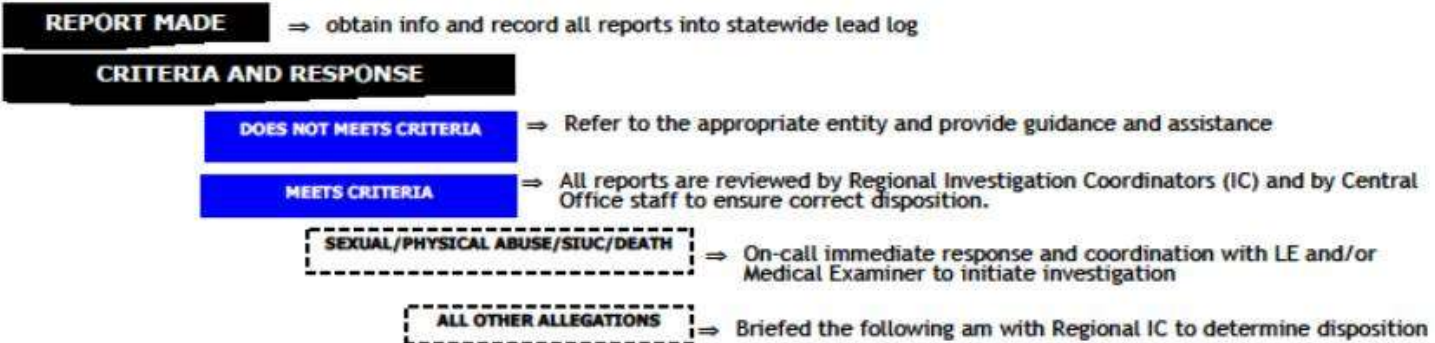 REPORT MADE ⇒ obtain info and record all reports into statewide lead log
CRITERIA AND RESPONSE
DOES NOT MEETS CRITERIA ⇒ Refer to the appropriate entity and provide guidance and assistance
MEETS CRITERIA ⇒ All reports are reviewed by Regional Investigation Coordinators (IC) and by Central
Office staff to ensure correct disposition.
SEXUAL/PHYSICAL ABUSE/SIUC/DEATH ⇒ On-call immediate response and coordination with LE and/or
Medical Examiner to initiate investigation
ALL OTHER ALLEGATIONS ⇒ Briefed the following am with Regional IC to determine disposition